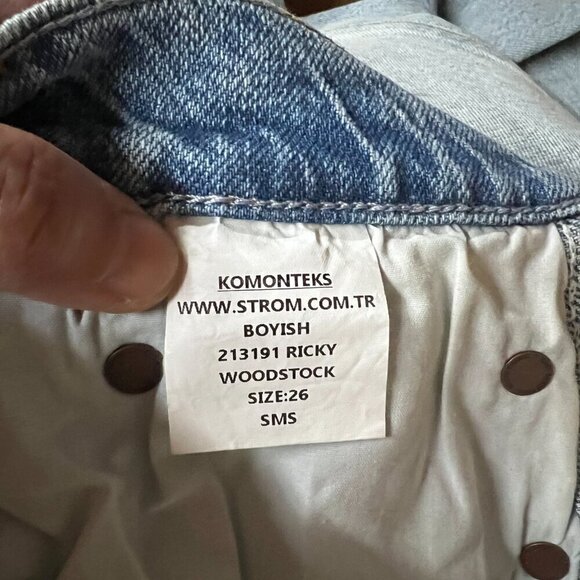 KOMONTEKS
WWW.STROM.COM.TR
BOYISH
213191 RICKY
WOODSTOCK
SIZE:26
SMS